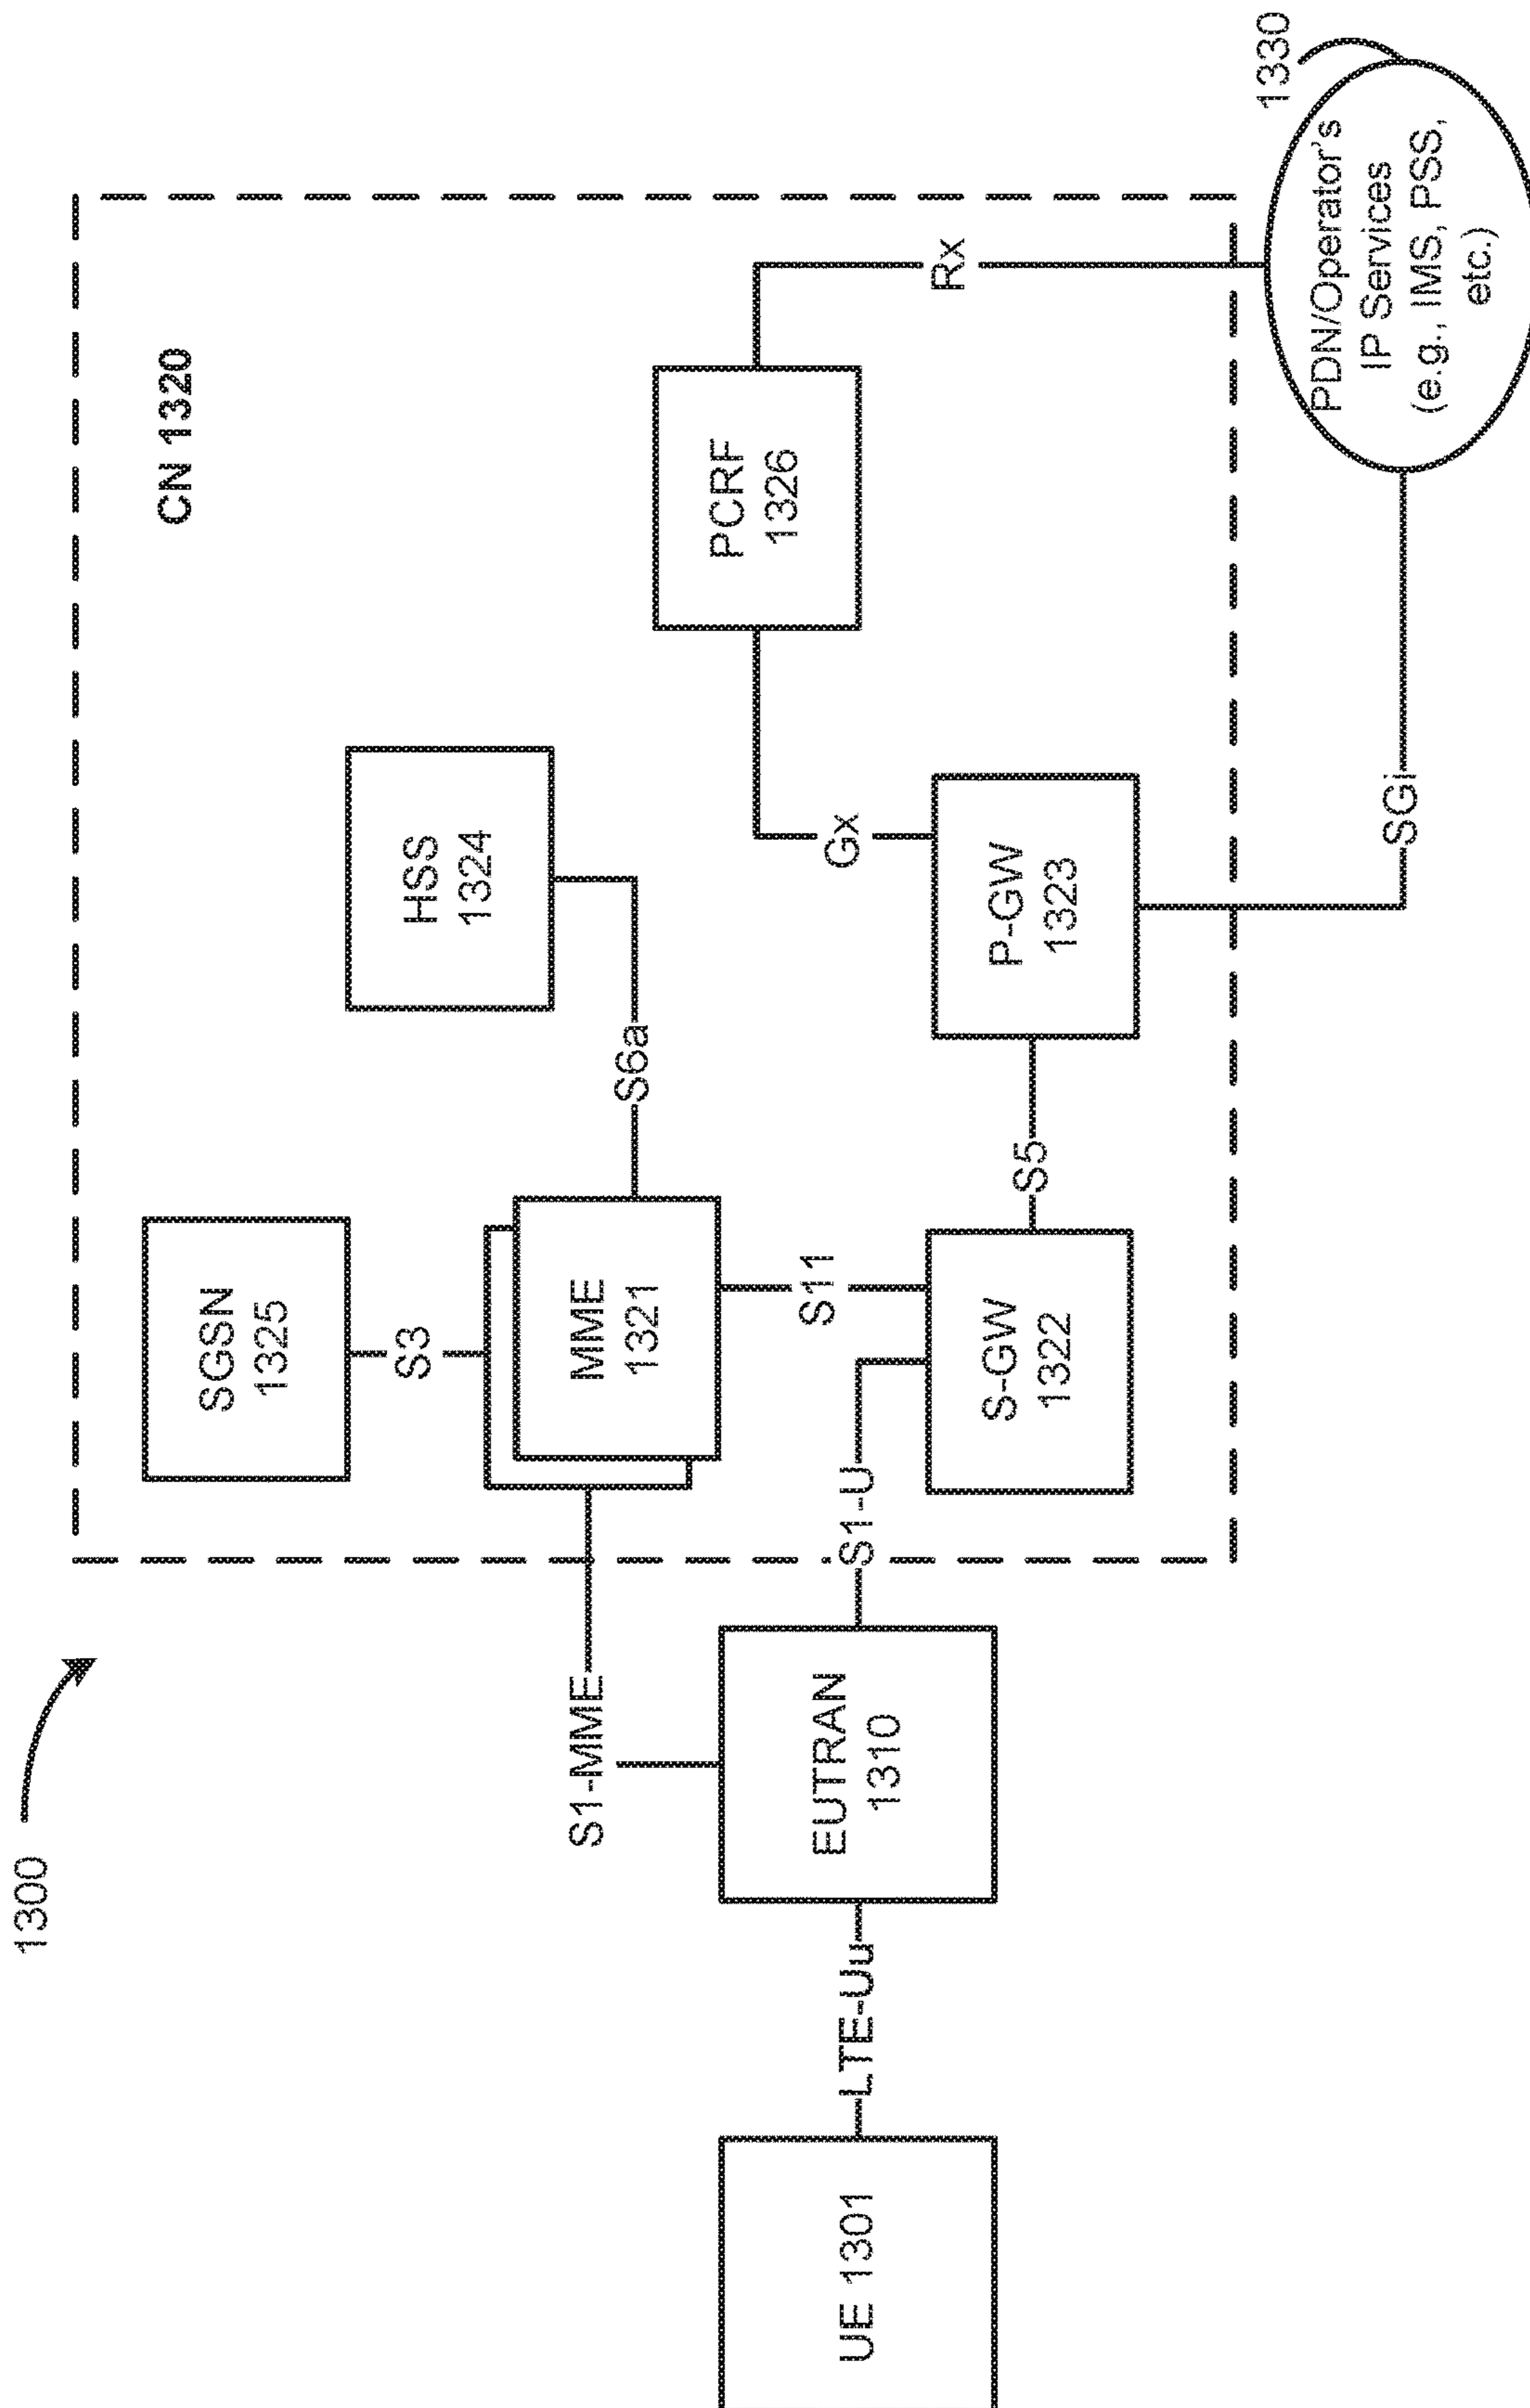 1300
CN 1320
SGSN
1325
S3
HSS
1324
S1-MME
MME
1321
S6a
PCRF
1326
S11
Gx
Rx
UE 1301
LTE-Uu
EUTRAN
1310
S1-U
S-GW
1322
S5
P-GW
1323
SGi
1330
PDN/Operator's
IP Services
(e.g., IMS, PSS,
etc.)